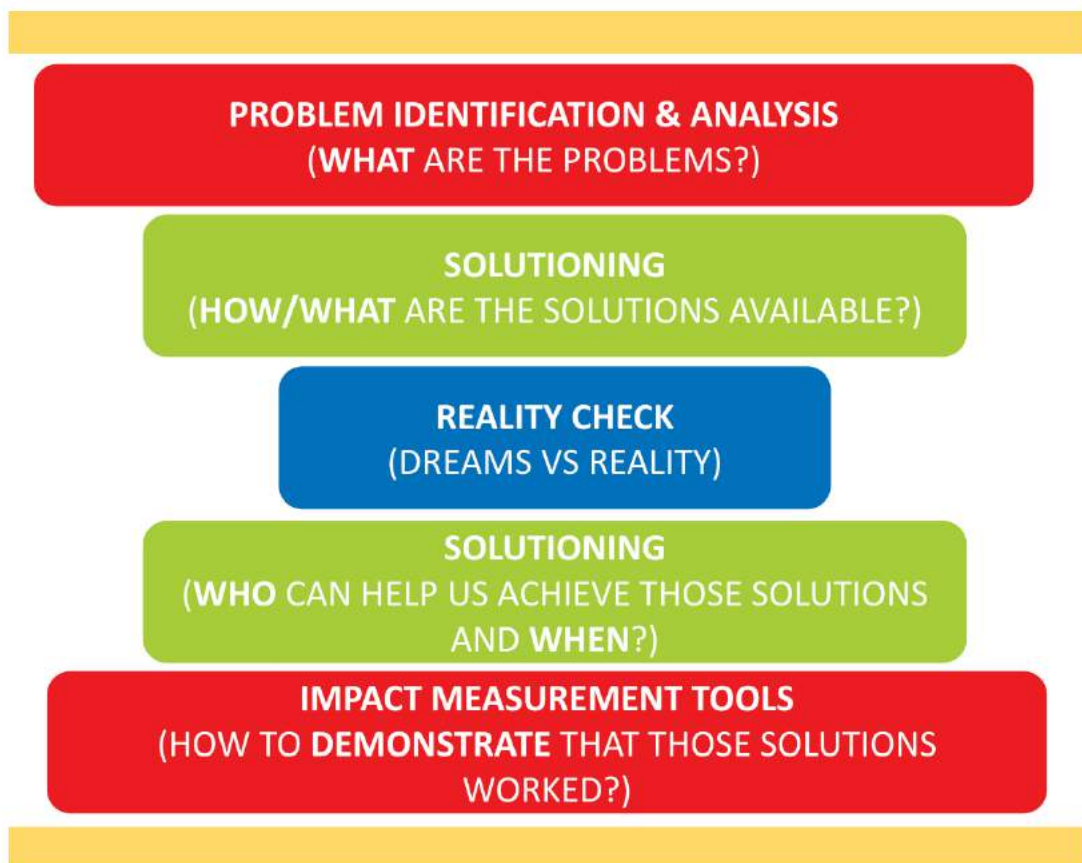 PROBLEM IDENTIFICATION & ANALYSIS
(WHAT ARE THE PROBLEMS?)
SOLUTIONING
(HOW/WHAT ARE THE SOLUTIONS AVAILABLE?)
REALITY CHECK
(DREAMS VS REALITY)
SOLUTIONING
(WHO CAN HELP US ACHIEVE THOSE SOLUTIONS
AND WHEN?)
IMPACT MEASUREMENT TOOLS
(HOW TO DEMONSTRATE THAT THOSE SOLUTIONS
WORKED?)